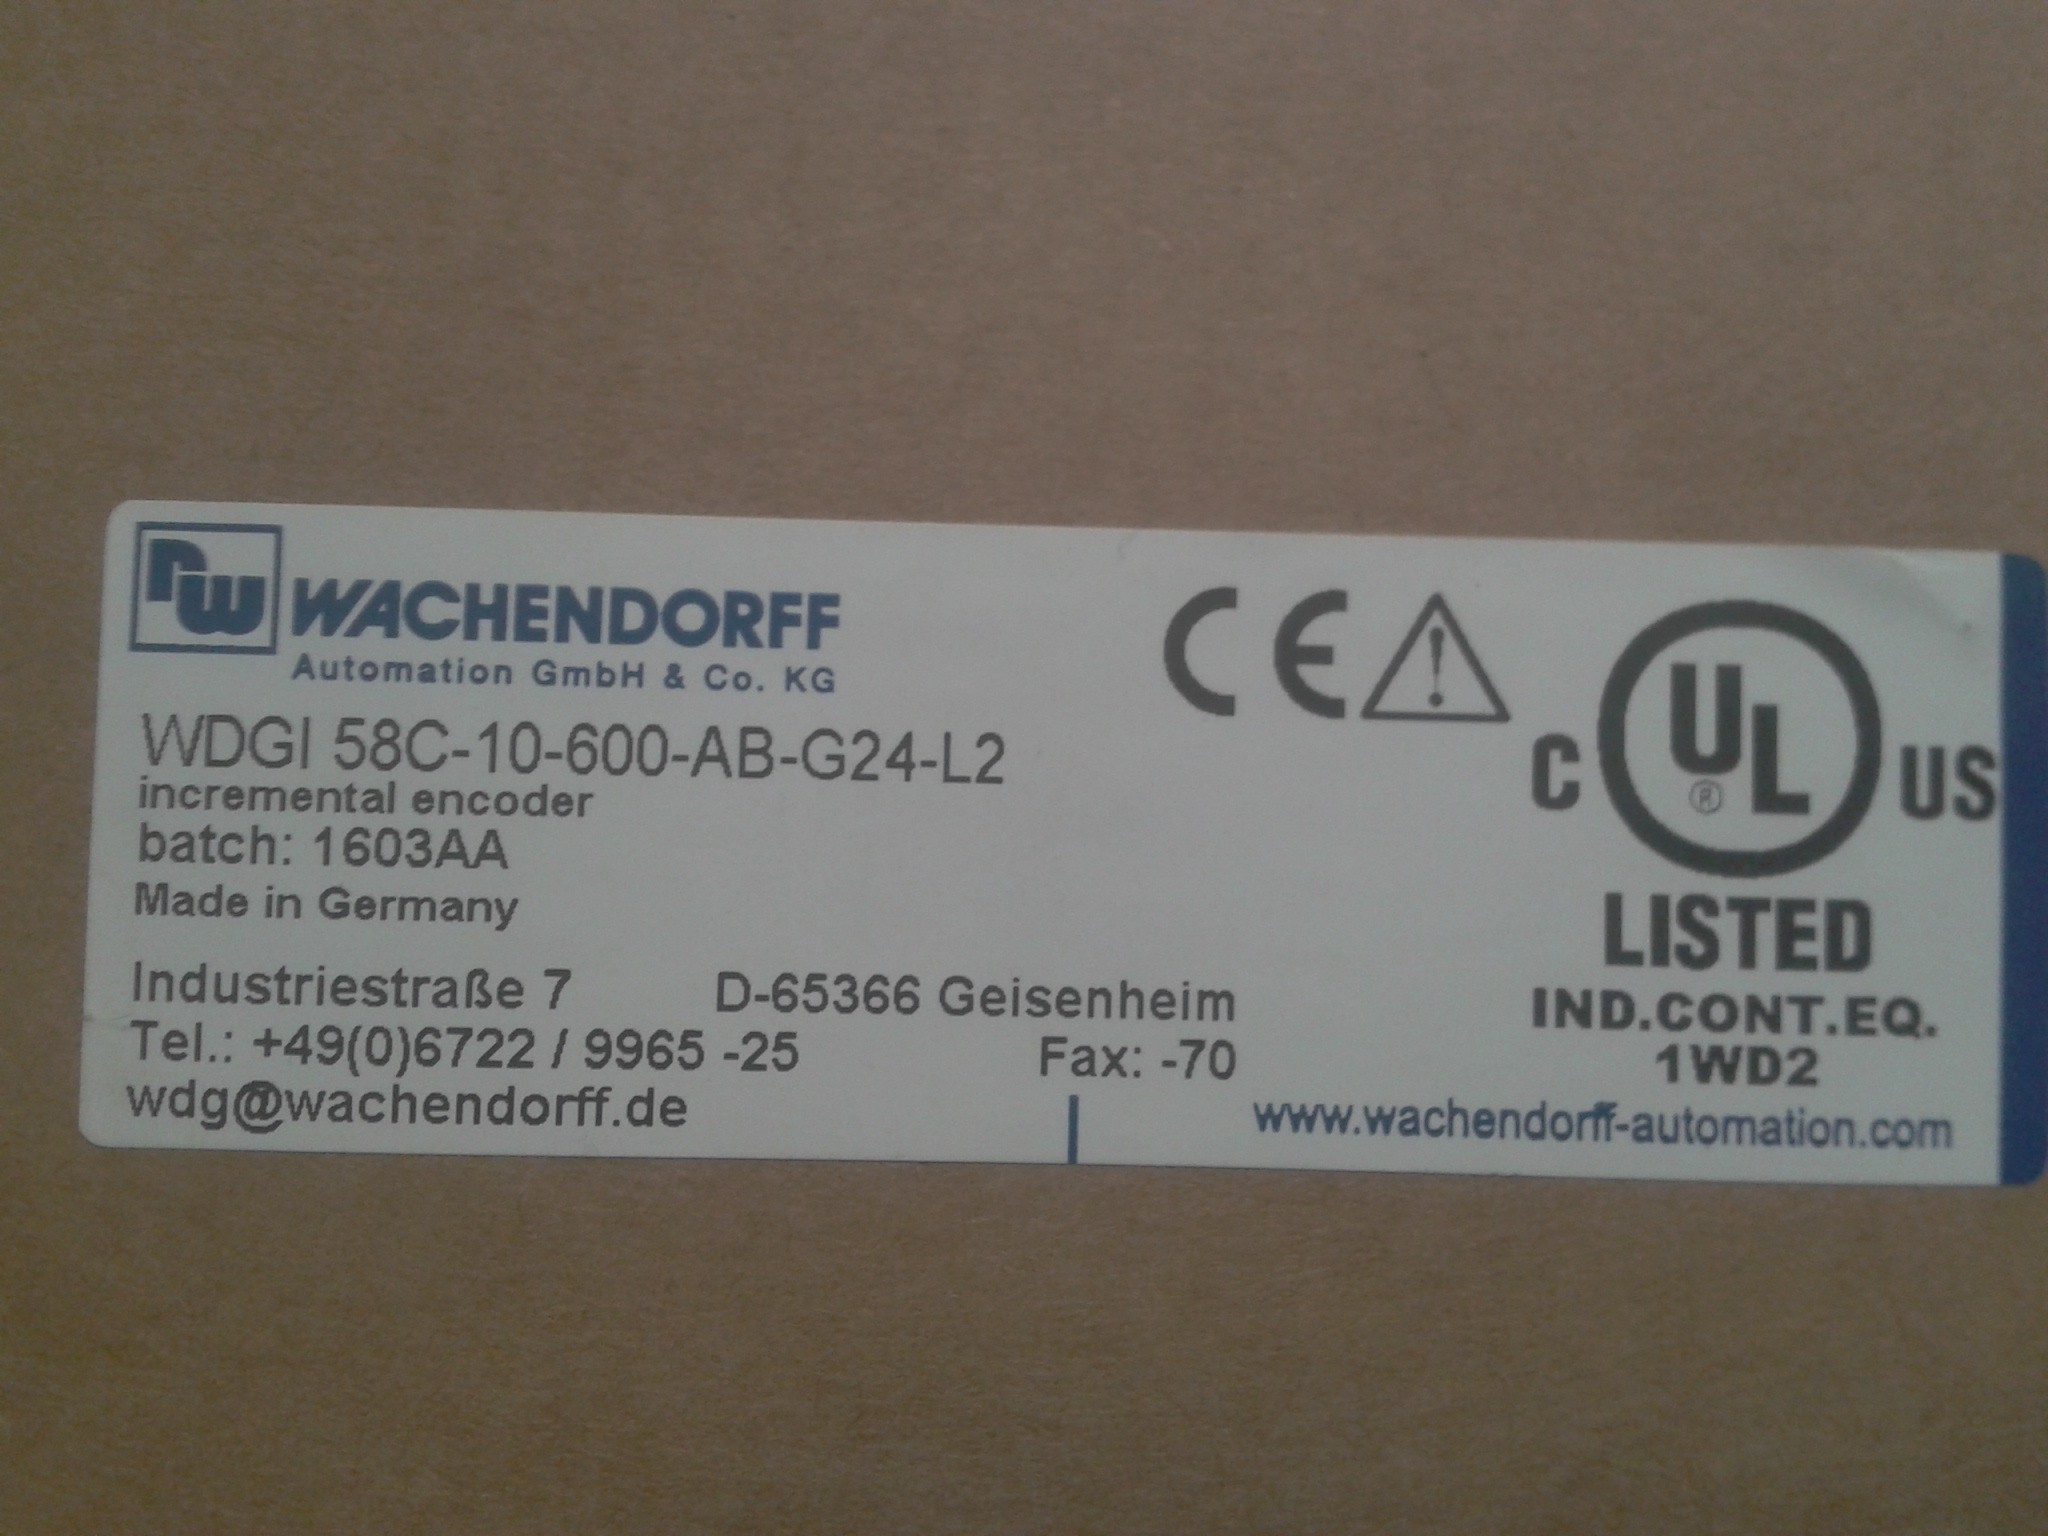 WACHENDORFF
Automation GmbH & Co. KG
WDGI 58C-10-600-AB-G24-L2
incremental encoder
batch: 1603AA
Made in Germany
Industriestraße 7 D-65366 Geisenheim
Tel.: +49(0)6722 / 9965 -25 Fax: -70
wdg@wachendorff.de
CE
C UL US
®
LISTED
IND.CONT.EQ.
1WD2
www.wachendorff-automation.com